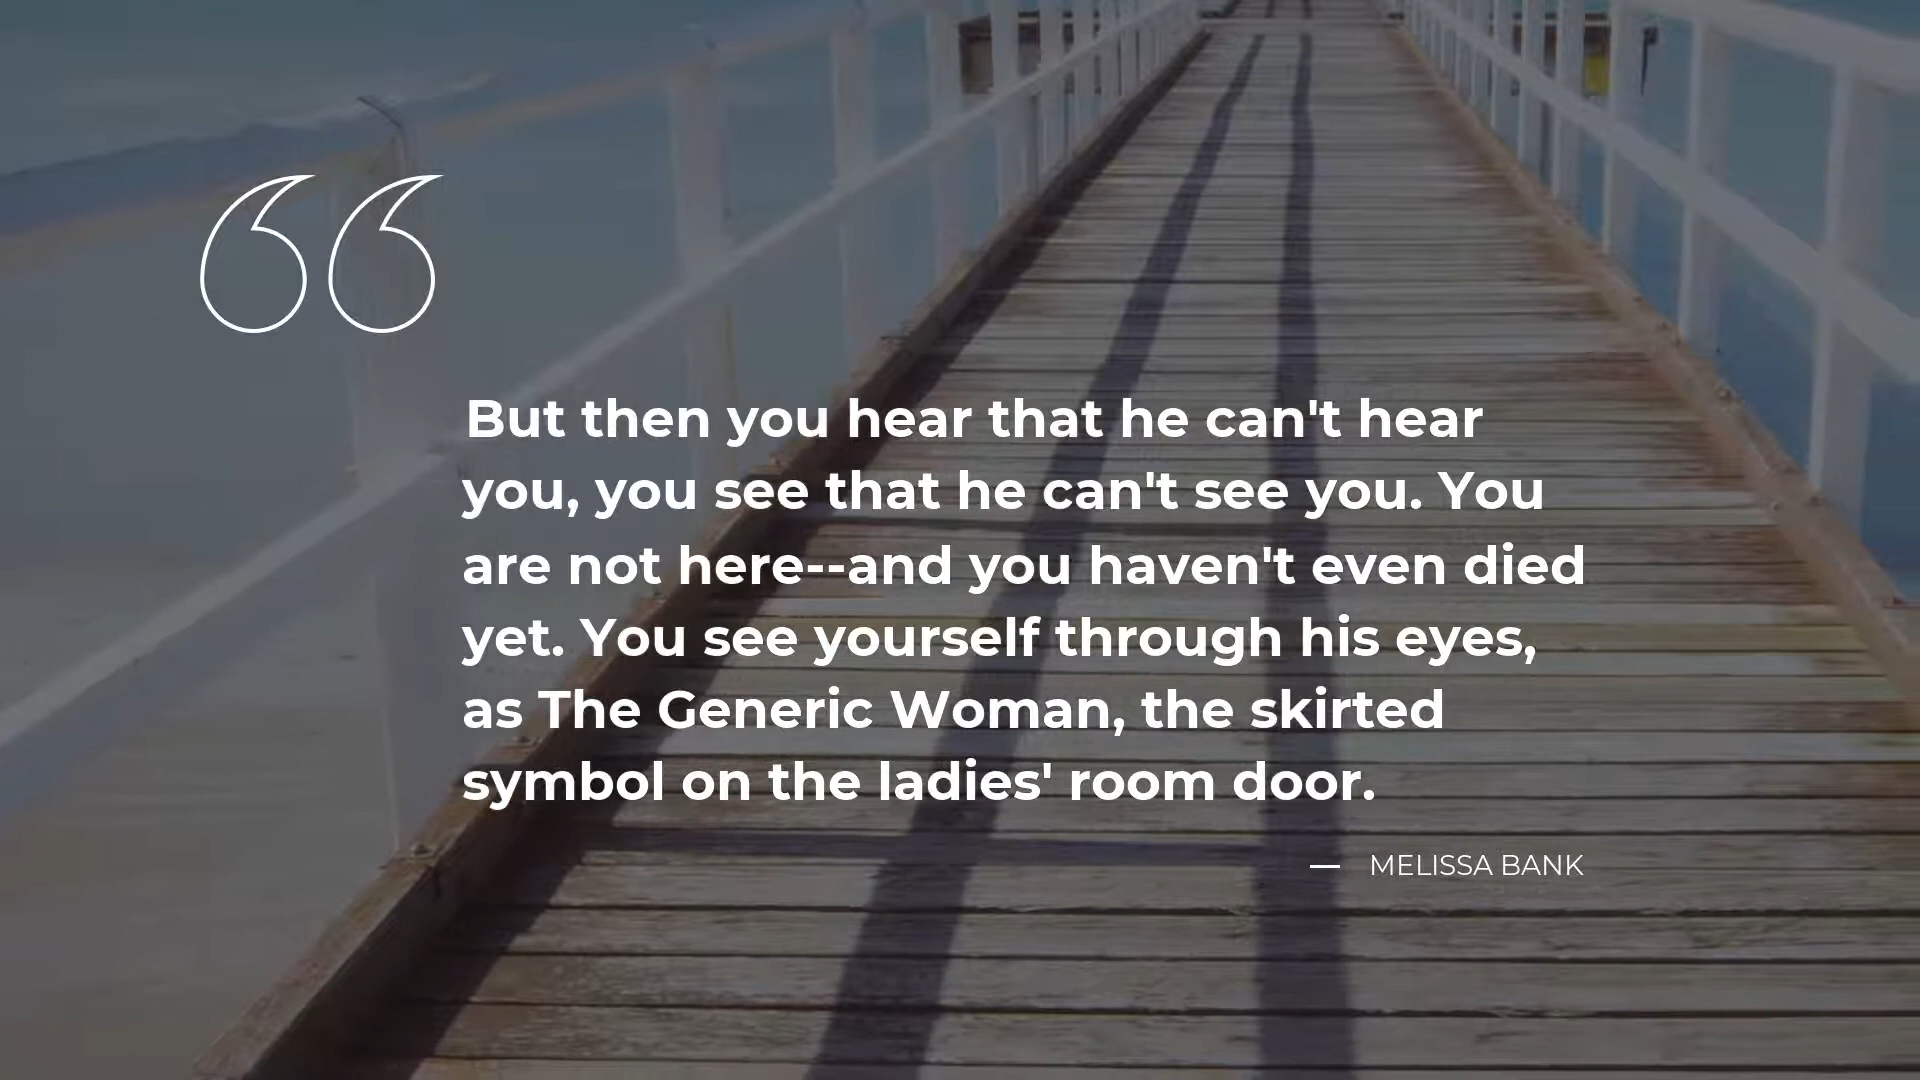 But then you hear that he can't hear
you, you see that he can't see you. You
are not here--and you haven't even died
yet. You see yourself through his eyes,
as The Generic Woman, the skirted
symbol on the ladies' room door.
— MELISSA BANK